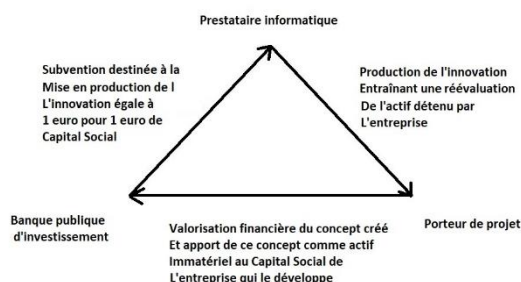 Prestataire informatique
Subvention destinée à la
Mise en production de l
L'innovation égale à
1 euro pour 1 euro de
Capital Social
Production de l'innovation
Entraînant une réévaluation
De l'actif détenu par
L'entreprise
Banque publique
d'investissement
Valorisation financière du concept créé
Et apport de ce concept comme actif
Immatériel au Capital Social de
L'entreprise qui le développe
Porteur de projet